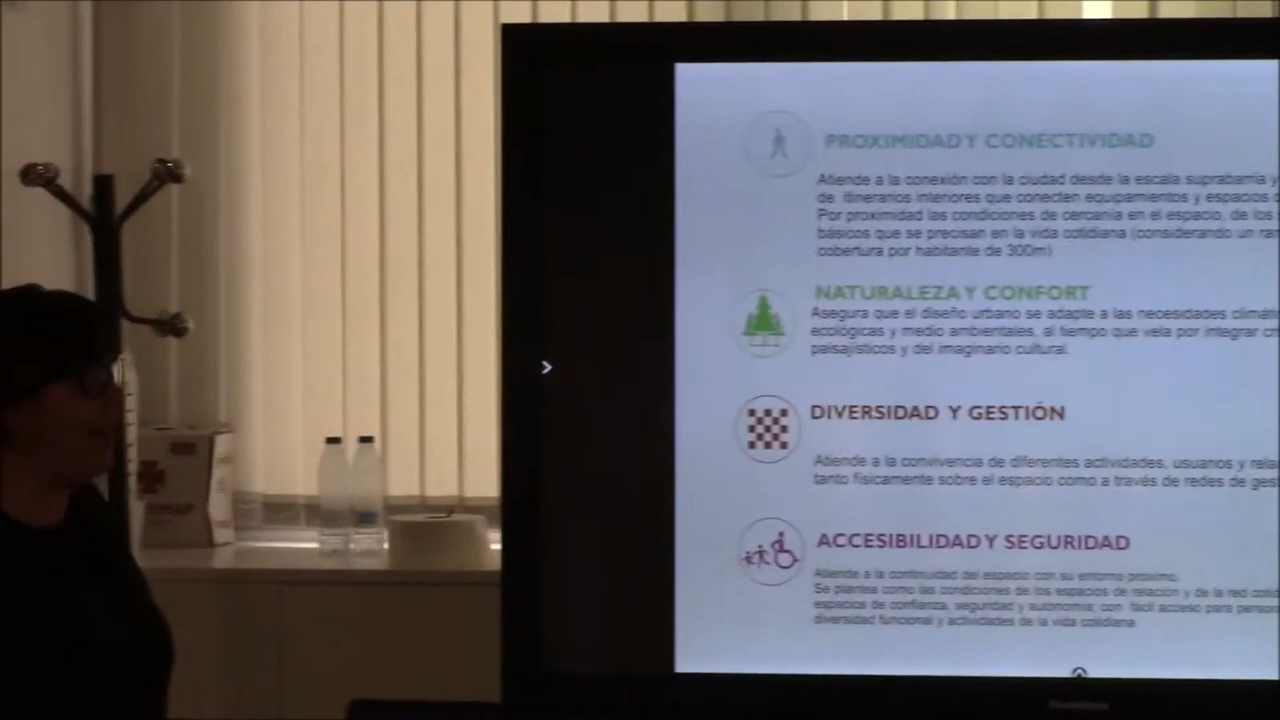 PROXIMIDAD Y CONECTIVIDAD
Atiende a la conexión con la ciudad desde la escala suprabarria y
de itinerarios interiores que conecten equipamientos y espacios
Por proximidad las condiciones de cercanía en el espacio, de los
básicos que se precisan en la vida cotidiana (considerando un
cobertura por habitante de 300m)
NATURALEZA Y CONFORT
Asegura que el diseño urbano se adapte a las necesidades
ecológicas y medio ambientales, al tiempo que vela por integrar
paisajísticos y del imaginario cultural.
DIVERSIDAD Y GESTIÓN
Atiende a la convivencia de diferentes actividades, usuarios y
tanto físicamente sobre el espacio como a través de redes de
ACCESIBILIDAD Y SEGURIDAD
Atiende a la continuidad del espacio con su entorno próximo.
Se plantea como las condiciones de los espacios de relación y de la red
espacios de confianza, seguridad y autonomía; con fácil acceso para
diversidad funcional y actividades de la vida cotidiana